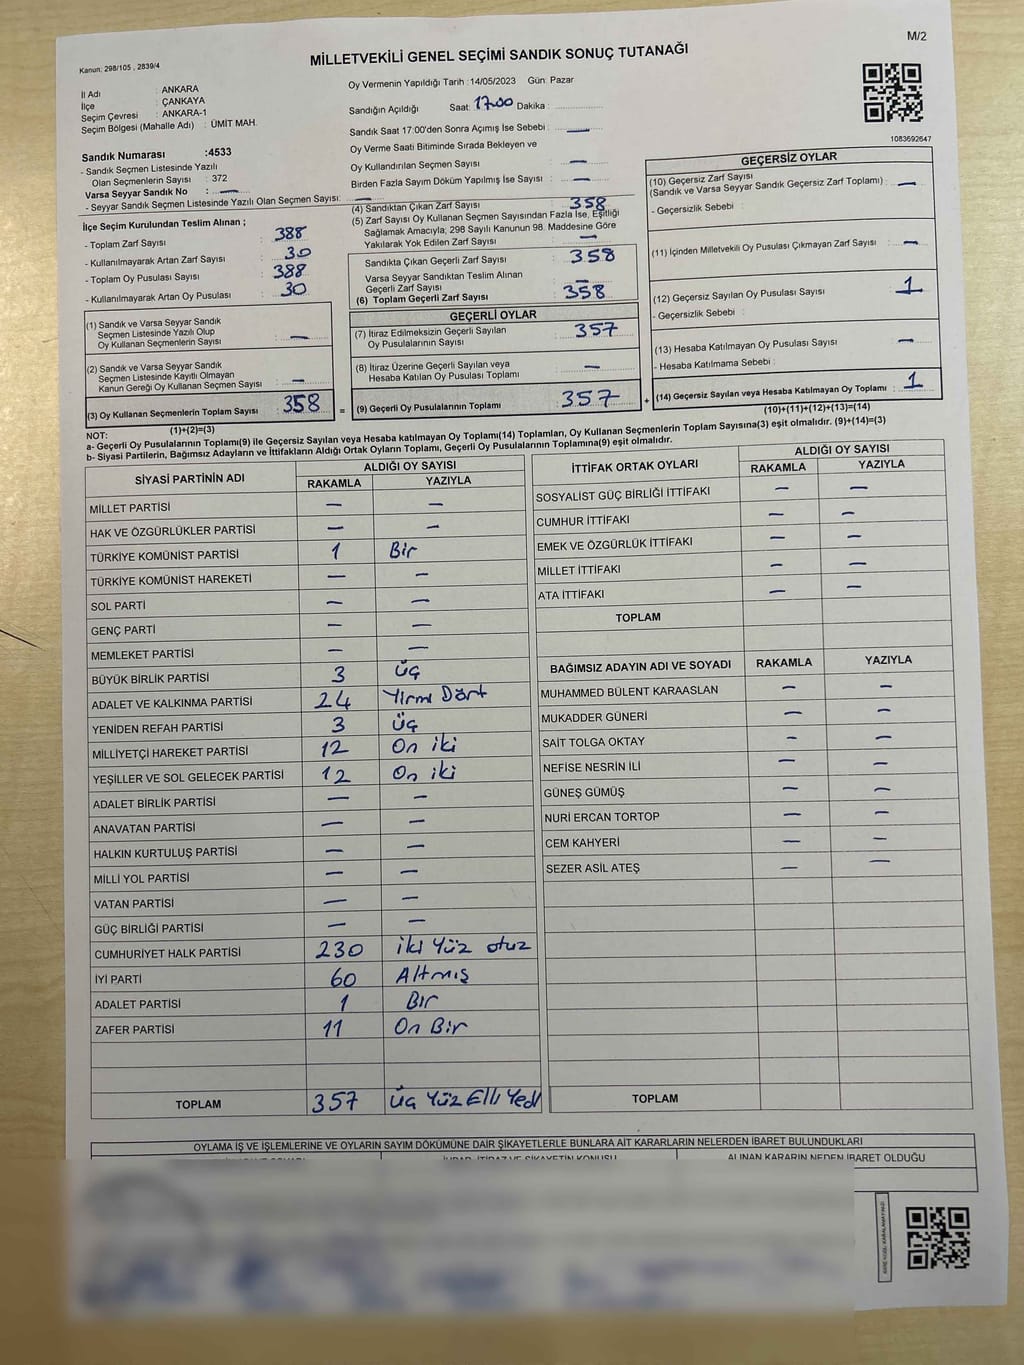 M/2
Kanun: 298/105 , 2839/4
MİLLETVEKİLİ GENEL SEÇİMİ SANDIK SONUÇ TUTANAĞI
İl Adı : ANKARA
İlçe : ÇANKAYA
Seçim Çevresi : ANKARA-1
Seçim Bölgesi (Mahalle Adı) : ÜMİT MAH.
Sandık Numarası :4533
- Sandık Seçmen Listesinde Yazılı
Olan Seçmenlerin Sayısı : 372
Varsa Seyyar Sandık No : —
- Seyyar Sandık Seçmen Listesinde Yazılı Olan Seçmen Sayısı: —
Oy Vermenin Yapıldığı Tarih :14/05/2023 Gün: Pazar
Sandığın Açıldığı Saat: 17.00 Dakika :
Sandık Saat 17:00'den Sonra Açımış İse Sebebi : —
Oy Verme Saati Bitiminde Sırada Bekleyen ve
Oy Kullandırılan Seçmen Sayısı : —
Birden Fazla Sayım Döküm Yapılmış İse Sayısı : —
1083692647
İlçe Seçim Kurulundan Teslim Alınan ;
- Toplam Zarf Sayısı : 388
- Kullanılmayarak Artan Zarf Sayısı : 30
- Toplam Oy Pusulası Sayısı : 388
- Kullanılmayarak Artan Oy Pusulası : 30
(1) Sandık ve Varsa Seyyar Sandık
Seçmen Listesinde Yazılı Olup
Oy Kullanan Seçmenlerin Sayısı : —
(2) Sandık ve Varsa Seyyar Sandık
Seçmen Listesinde Kayıtlı Olmayan
Kanun Gereği Oy Kullanan Seçmen Sayısı : —
(3) Oy Kullanan Seçmenlerin Toplam Sayısı : 358
(1)+(2)=(3)
(4) Sandıktan Çıkan Zarf Sayısı : 358
(5) Zarf Sayısı Oy Kullanan Seçmen Sayısından Fazla İse, Eşitliği
Sağlamak Amacıyla, 298 Sayılı Kanunun 98. Maddesine Göre
Yakılarak Yok Edilen Zarf Sayısı : —
Sandıkta Çıkan Geçerli Zarf Sayısı : 358
Varsa Seyyar Sandıktan Teslim Alınan
Geçerli Zarf Sayısı : —
(6) Toplam Geçerli Zarf Sayısı : 358
GEÇERLİ OYLAR
(7) İtiraz Edilmeksizin Geçerli Sayılan
Oy Pusulalarının Sayısı : 357
(8) İtiraz Üzerine Geçerli Sayılan veya
Hesaba Katılan Oy Pusulası Toplamı : —
= (9) Geçerli Oy Pusulalarının Toplamı : 357 +
GEÇERSİZ OYLAR
(10) Geçersiz Zarf Sayısı
(Sandık ve Varsa Seyyar Sandık Geçersiz Zarf Toplamı) : —
- Geçersizlik Sebebi :
(11) İçinden Milletvekili Oy Pusulası Çıkmayan Zarf Sayısı : —
(12) Geçersiz Sayılan Oy Pusulası Sayısı : 1
- Geçersizlik Sebebi :
(13) Hesaba Katılmayan Oy Pusulası Sayısı : —
- Hesaba Katılmama Sebebi :
(14) Geçersiz Sayılan veya Hesaba Katılmayan Oy Toplamı : 1
(10)+(11)+(12)+(13)=(14)
NOT:
a- Geçerli Oy Pusulalarının Toplamı(9) ile Geçersiz Sayılan veya Hesaba katılmayan Oy Toplamı(14) Toplamları, Oy Kullanan Seçmenlerin Toplam Sayısına(3) eşit olmalıdır. (9)+(14)=(3)
b- Siyasi Partilerin, Bağımsız Adayların ve İttifakların Aldığı Ortak Oyların Toplamı, Geçerli Oy Pusulalarının Toplamına(9) eşit olmalıdır.
SİYASİ PARTİNİN ADI ALDIĞI OY SAYISI
RAKAMLA YAZIYLA
MİLLET PARTİSİ — —
HAK VE ÖZGÜRLÜKLER PARTİSİ — —
TÜRKİYE KOMÜNİST PARTİSİ 1 Bir
TÜRKİYE KOMÜNİST HAREKETİ — —
SOL PARTİ — —
GENÇ PARTİ — —
MEMLEKET PARTİSİ — —
BÜYÜK BİRLİK PARTİSİ 3 üç
ADALET VE KALKINMA PARTİSİ 24 Yirmi Dört
YENİDEN REFAH PARTİSİ 3 üç
MİLLİYETÇİ HAREKET PARTİSİ 12 On iki
YEŞİLLER VE SOL GELECEK PARTİSİ 12 On iki
ADALET BİRLİK PARTİSİ — —
ANAVATAN PARTİSİ — —
HALKIN KURTULUŞ PARTİSİ — —
MİLLİ YOL PARTİSİ — —
VATAN PARTİSİ — —
GÜÇ BİRLİĞİ PARTİSİ — —
CUMHURİYET HALK PARTİSİ 230 iki Yüz otuz
İYİ PARTİ 60 Altmış
ADALET PARTİSİ 1 Bir
ZAFER PARTİSİ 11 On Bir
TOPLAM 357 üç Yüz Elli Yedi
İTTİFAK ORTAK OYLARI ALDIĞI OY SAYISI
RAKAMLA YAZIYLA
SOSYALİST GÜÇ BİRLİĞİ İTTİFAKI — —
CUMHUR İTTİFAKI — —
EMEK VE ÖZGÜRLÜK İTTİFAKI — —
MİLLET İTTİFAKI — —
ATA İTTİFAKI — —
TOPLAM
BAĞIMSIZ ADAYIN ADI VE SOYADI RAKAMLA YAZIYLA
MUHAMMED BÜLENT KARAASLAN — —
MUKADDER GÜNERİ — —
SAİT TOLGA OKTAY — —
NEFİSE NESRİN İLİ — —
GÜNEŞ GÜMÜŞ — —
NURİ ERCAN TORTOP — —
CEM KAHYERİ — —
SEZER ASİL ATEŞ — —
TOPLAM
OYLAMA İŞ VE İŞLEMLERİNE VE OYLARIN SAYIM DÖKÜMÜNE DAİR ŞİKAYETLERLE BUNLARA AİT KARARLARIN NELERDEN İBARET BULUNDUKLARI
ALINAN KARARIN NEDEN İBARET OLDUĞU